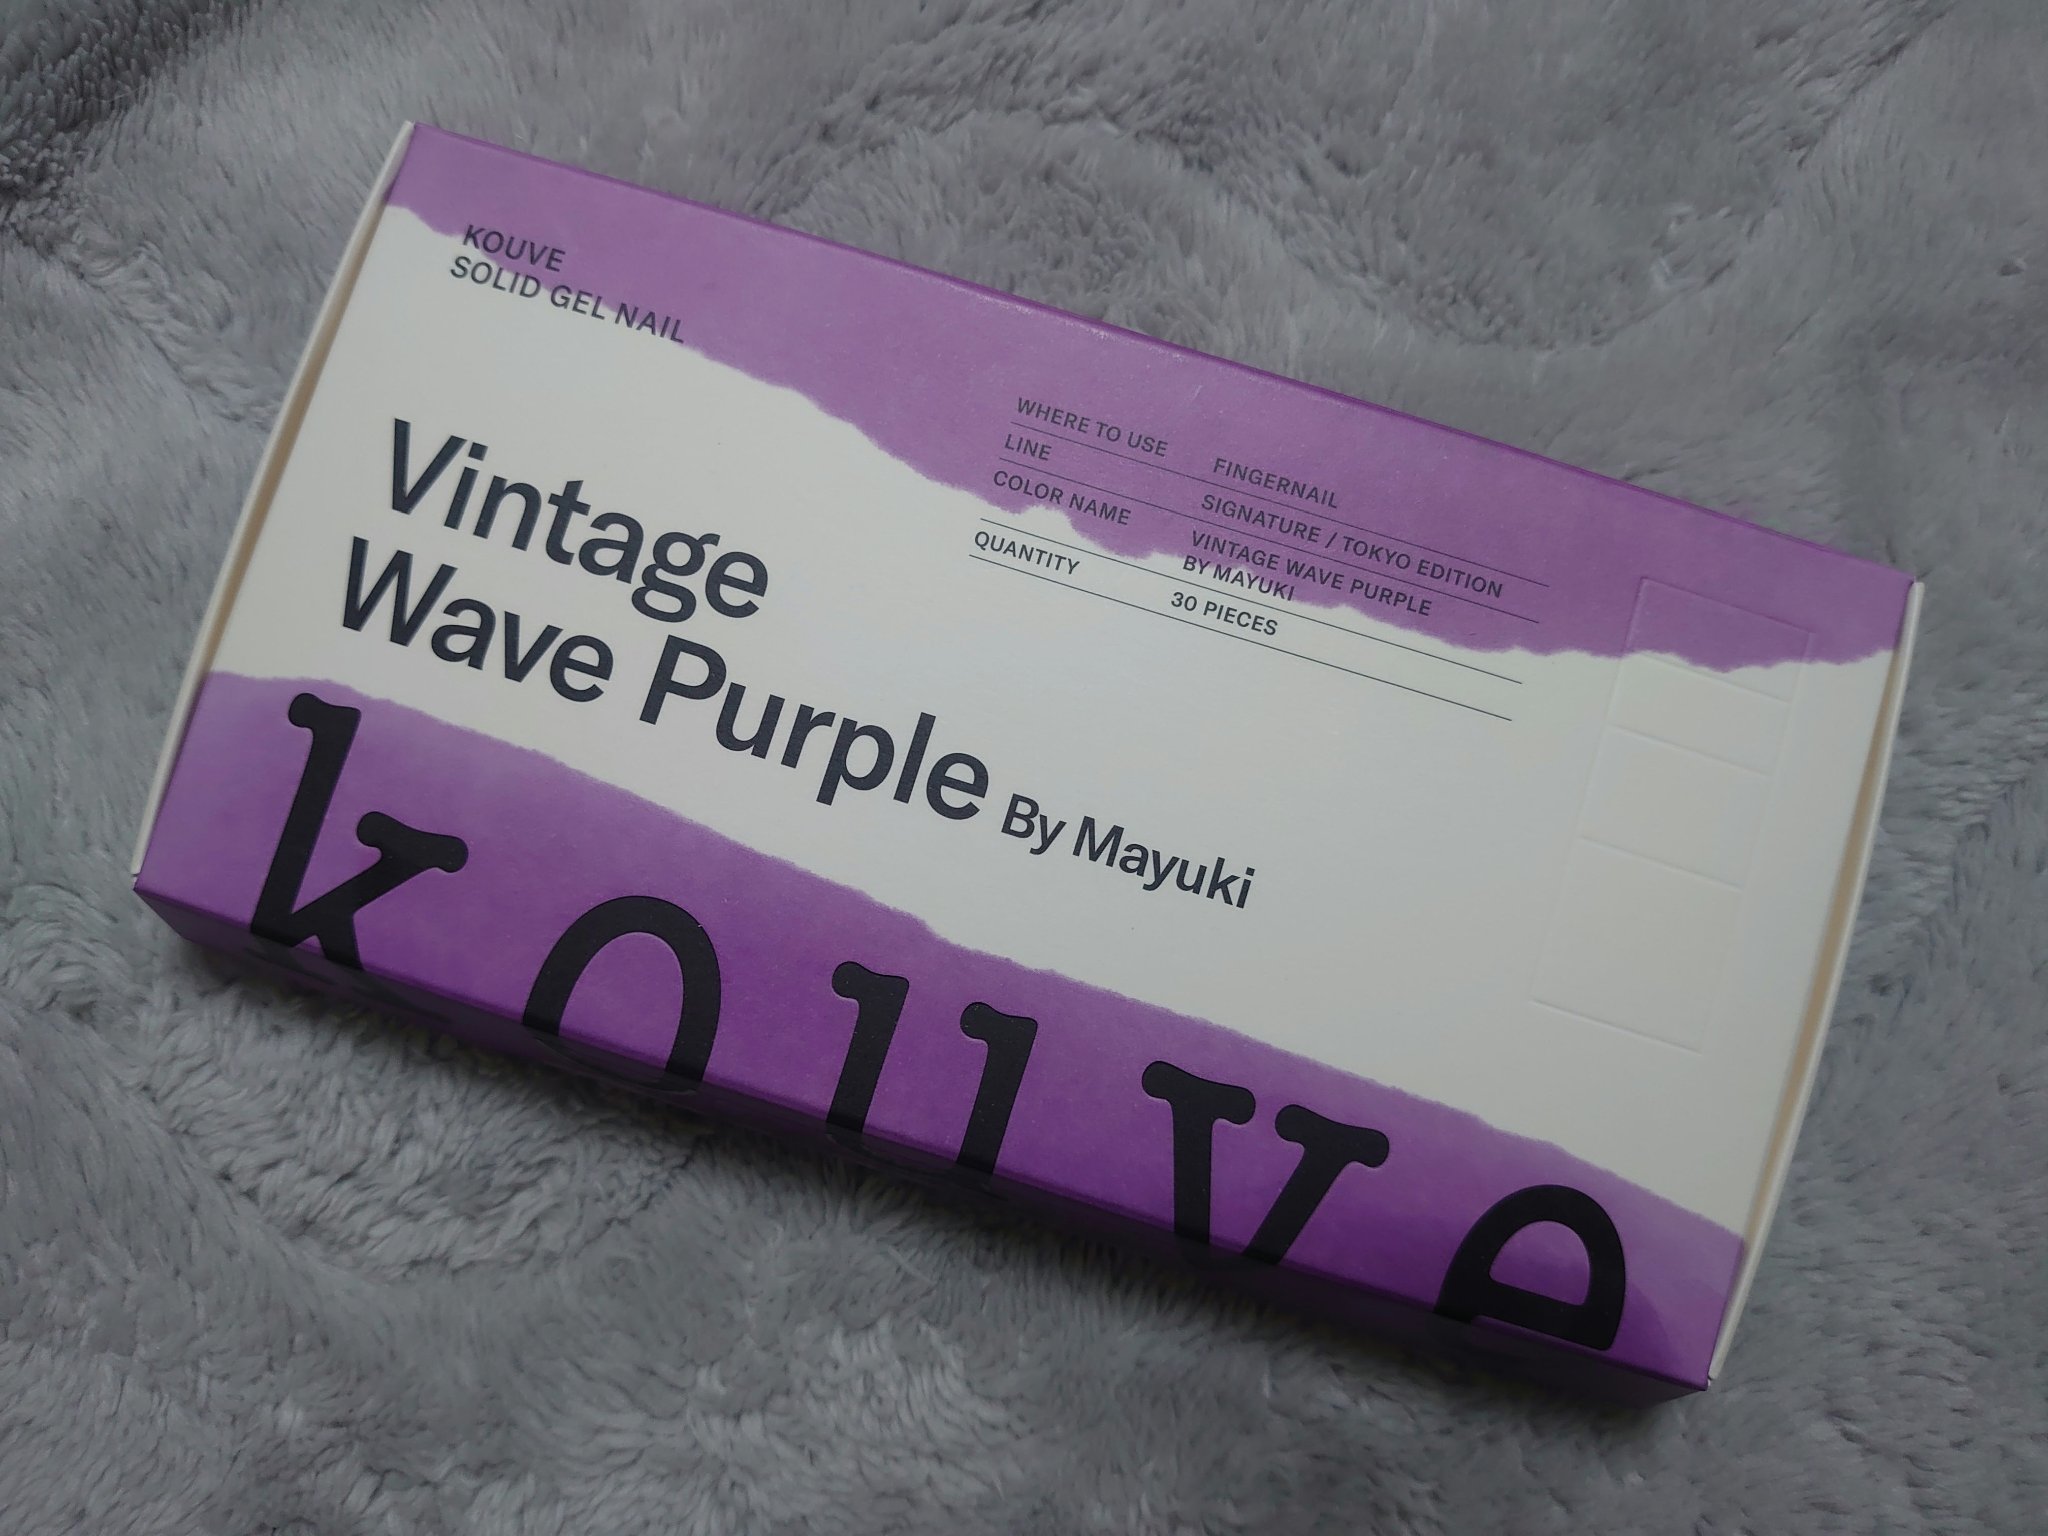 KOUVE
SOLID GEL NAIL
WHERE TO USE FINGERNAIL
LINE SIGNATURE / TOKYO EDITION
COLOR NAME VINTAGE WAVE PURPLE
BY MAYUKI
QUANTITY 30 PIECES
Vintage
Wave Purple By Mayuki
kouve